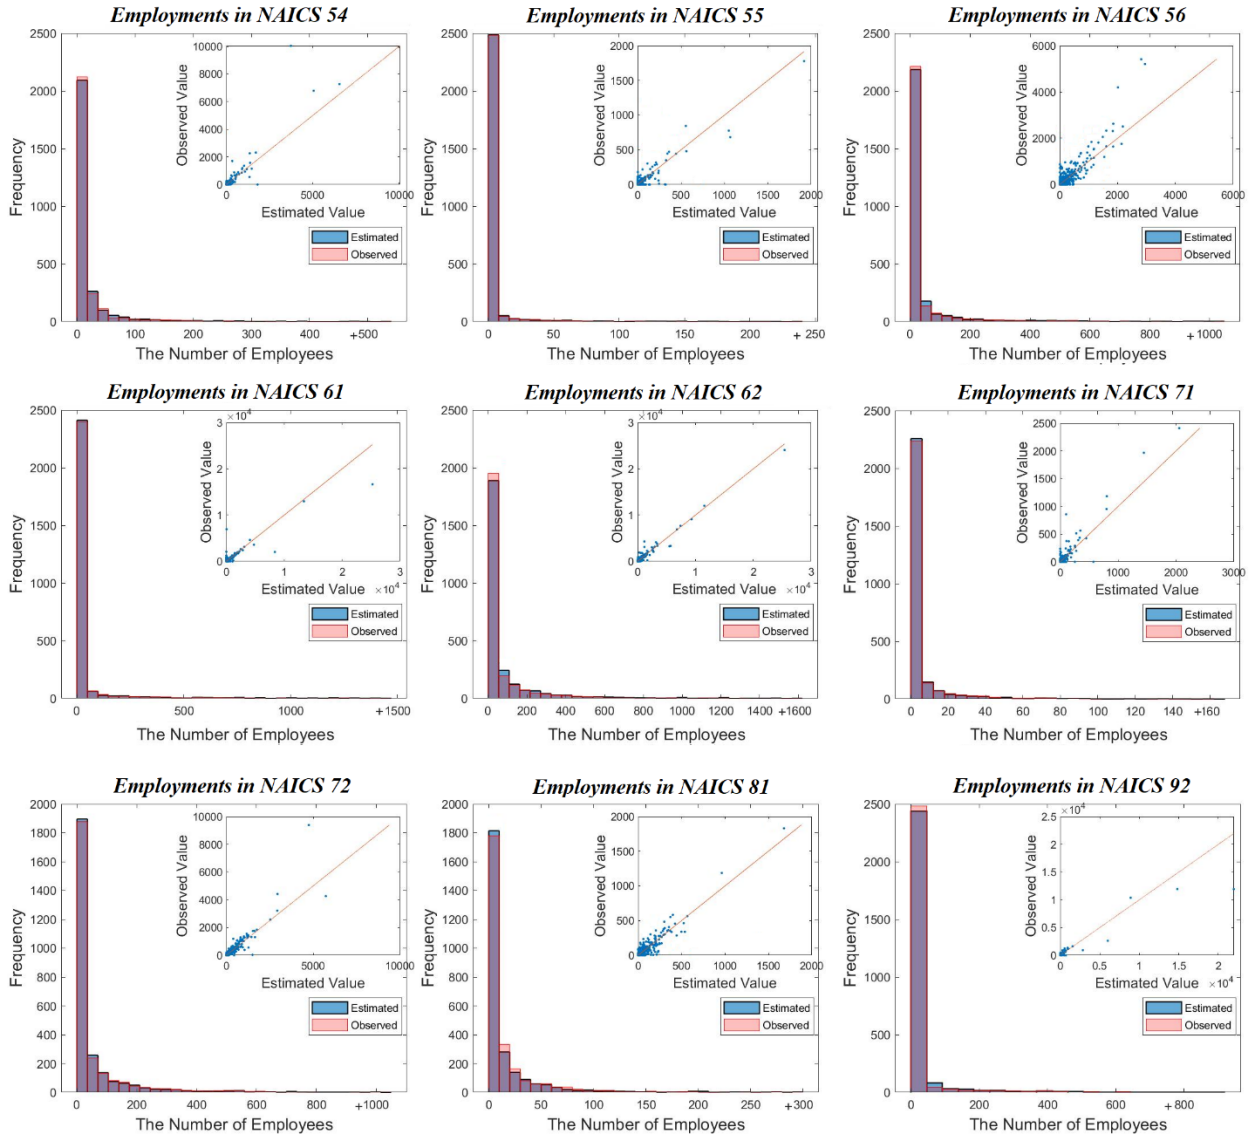 Employments in NAICS 54
2500
2000
1500
1000
500
0
Frequency
0 100 200 300 400 +500
The Number of Employees
10000
8000
6000
4000
2000
0
Observed Value
0 5000 10000
Estimated Value
Estimated
Observed
Employments in NAICS 55
2500
2000
1500
1000
500
0
Frequency
0 50 100 150 200 + 250
The Number of Employees
2000
1500
1000
500
0
Observed Value
0 500 1000 1500 2000
Estimated Value
Estimated
Observed
Employments in NAICS 56
2500
2000
1500
1000
500
0
Frequency
0 200 400 600 800 + 1000
The Number of Employees
6000
4000
2000
0
Observed Value
0 2000 4000 6000
Estimated Value
Estimated
Observed
Employments in NAICS 61
2500
2000
1500
1000
500
0
Frequency
0 500 1000 +1500
The Number of Employees
×10⁴
3
2
1
0
Observed Value
0 1 2 3
Estimated Value ×10⁴
Estimated
Observed
Employments in NAICS 62
2500
2000
1500
1000
500
0
Frequency
0 200 400 600 800 1000 1200 1400 +1600
The Number of Employees
×10⁴
3
2
1
0
Observed Value
0 1 2 3
Estimated Value ×10⁴
Estimated
Observed
Employments in NAICS 71
2500
2000
1500
1000
500
0
Frequency
0 20 40 60 80 100 120 140 +160
The Number of Employees
2500
2000
1500
1000
500
0
Observed Value
0 1000 2000 3000
Estimated Value
Estimated
Observed
Employments in NAICS 72
2000
1800
1600
1400
1200
1000
800
600
400
200
0
Frequency
0 200 400 600 800 +1000
The Number of Employees
10000
8000
6000
4000
2000
0
Observed Value
0 5000 10000
Estimated Value
Estimated
Observed
Employments in NAICS 81
2000
1800
1600
1400
1200
1000
800
600
400
200
0
Frequency
0 50 100 150 200 250 +300
The Number of Employees
2000
1500
1000
500
0
Observed Value
0 500 1000 1500 2000
Estimated Value
Estimated
Observed
Employments in NAICS 92
2500
2000
1500
1000
500
0
Frequency
0 200 400 600 + 800
The Number of Employees
×10⁴
2.5
2
1.5
1
0.5
0
Observed Value
0 0.5 1 1.5 2
Estimated Value ×10⁴
Estimated
Observed